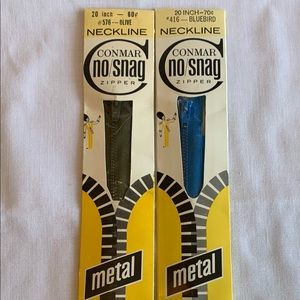 20 inch — 60¢
#576 — OLIVE
NECKLINE
CONMAR
no/snag
ZIPPER
metal
20 INCH—70¢
#416 — BLUEBIRD
NECKLINE
CONMAR
no/snag
ZIPPER
metal